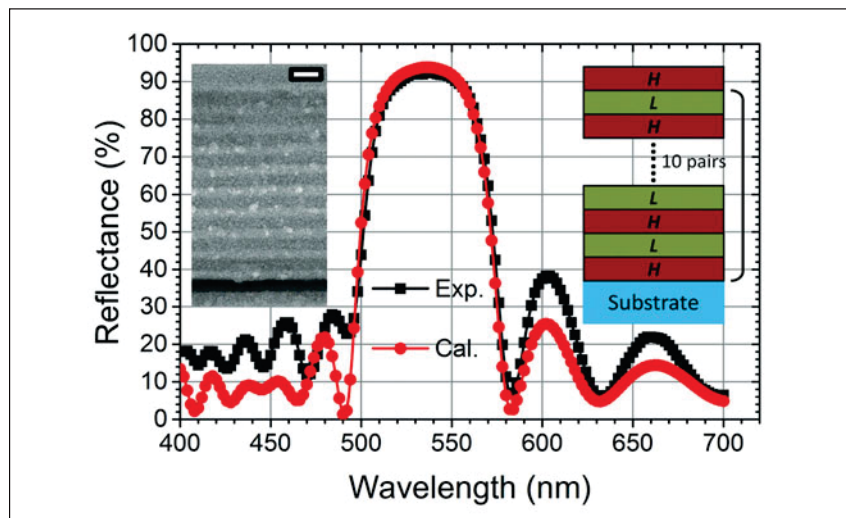 100
90
80
70
60
50
40
30
20
10
0
400
450
500
550
600
650
700
Reflectance (%)
Wavelength (nm)
Exp.
Cal.
H
L
H
10 pairs
L
H
L
H
Substrate